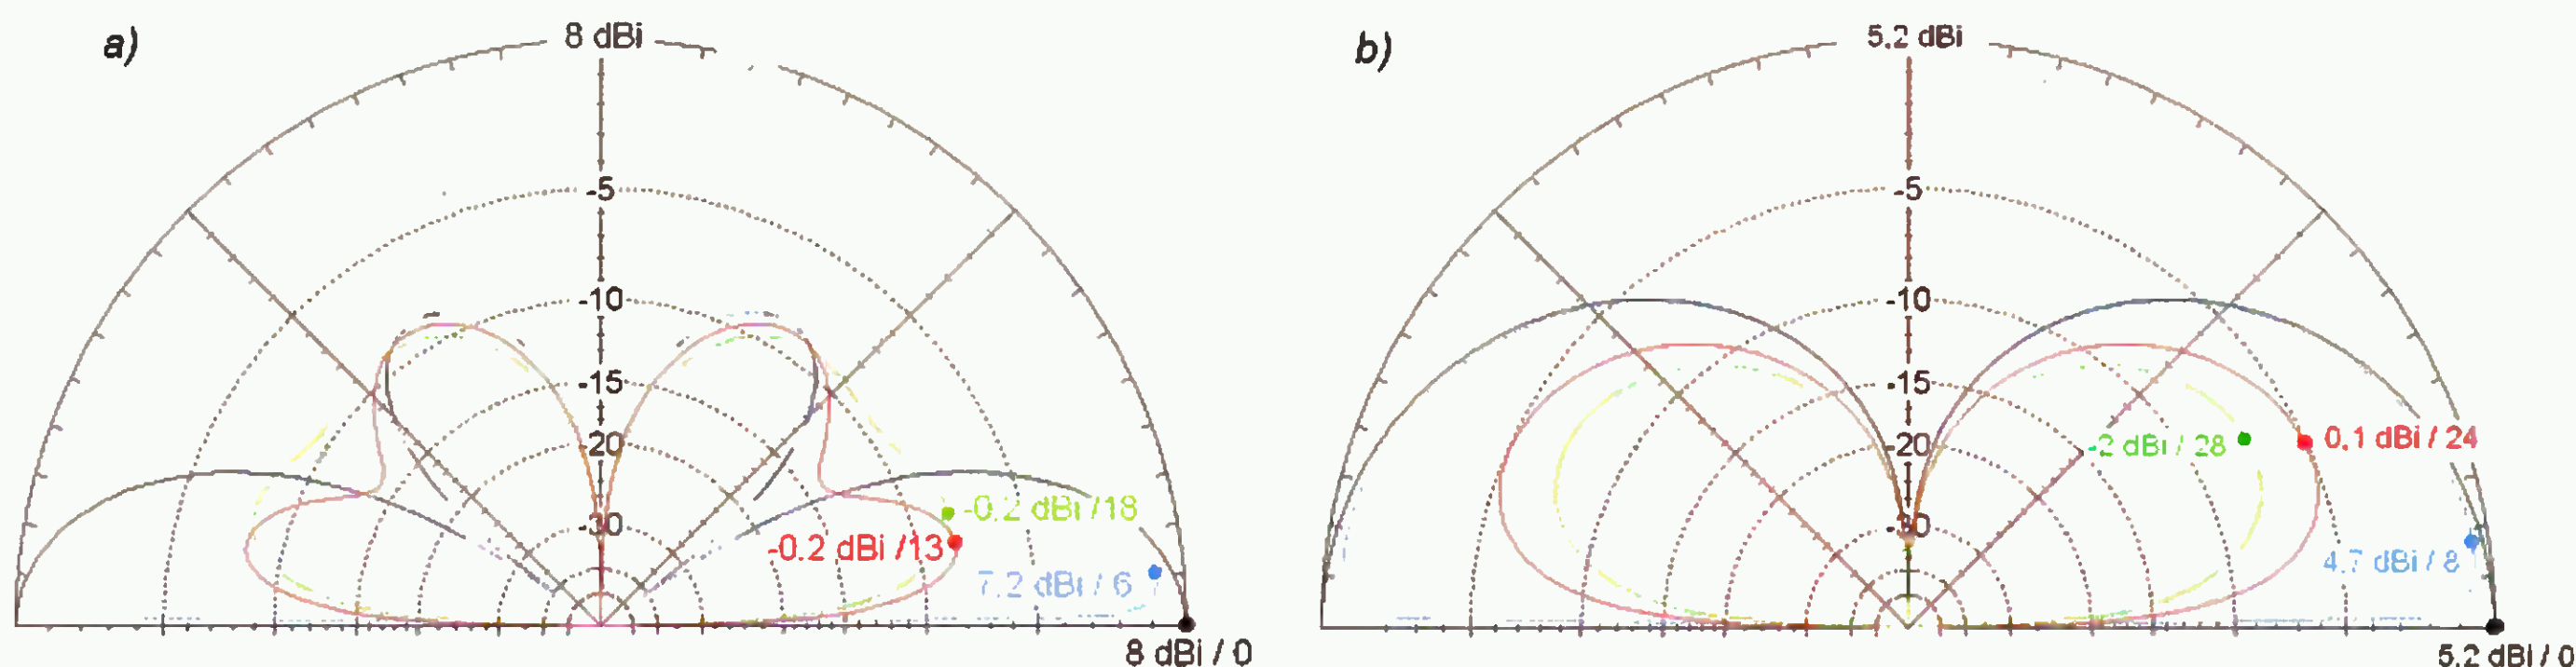 a)
8 dBi
-5
-10
-15
-20
-30
-0.2 dBi /18
-0.2 dBi /13
7.2 dBi / 6
8 dBi / 0
b)
5.2 dBi
-5
-10
-15
-20
-30
-2 dBi / 28
0.1 dBi / 24
4.7 dBi / 8
5.2 dBi / 0